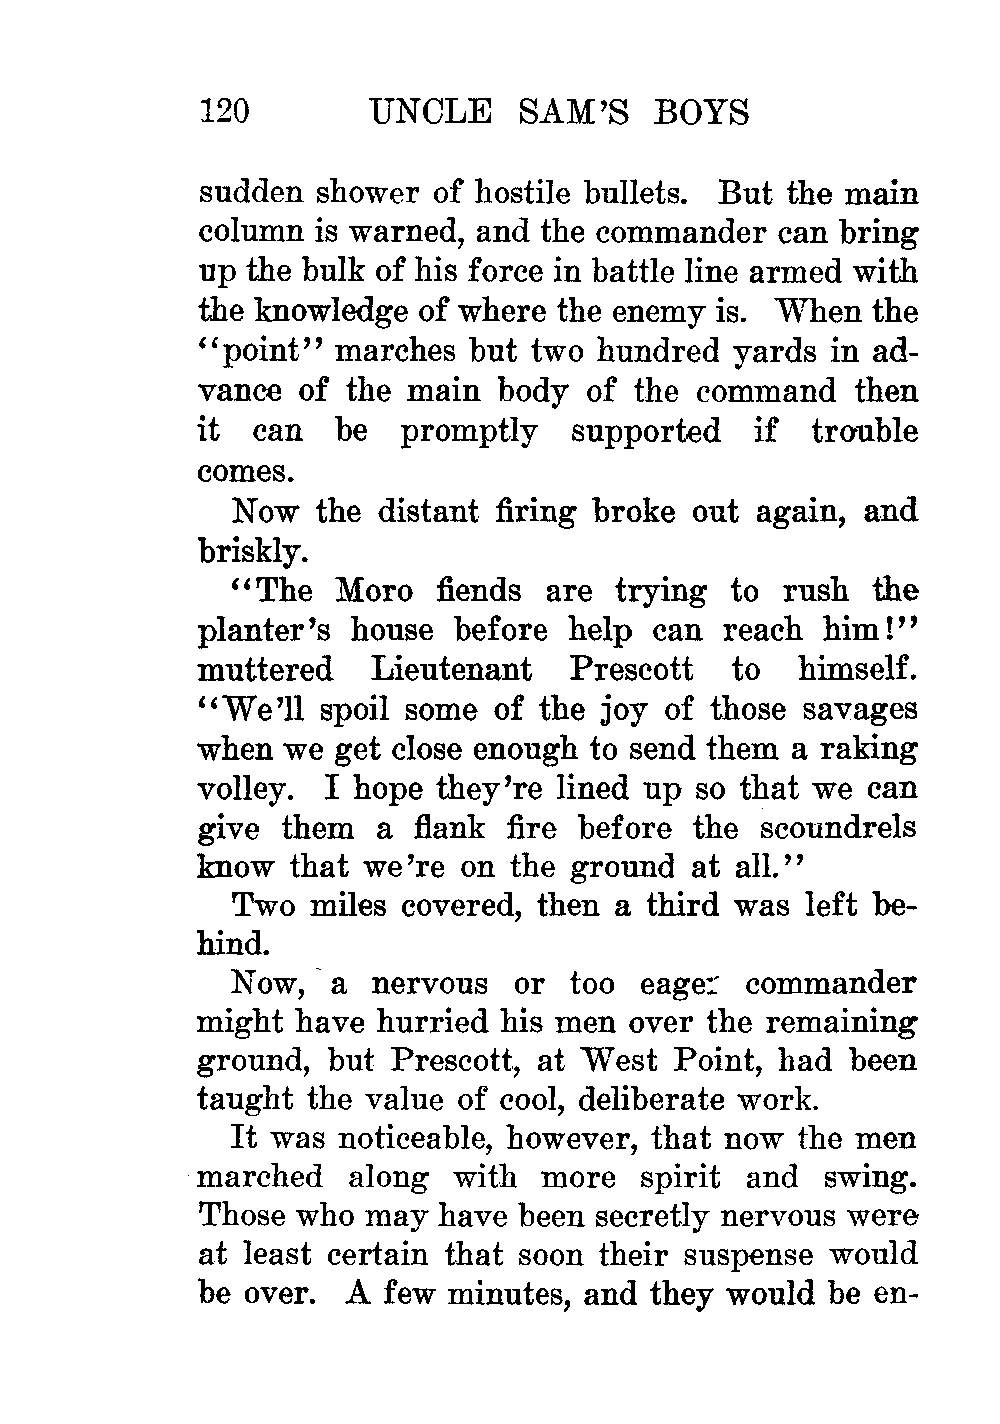 120 UNCLE SAM'S BOYS
sudden shower of hostile bullets. But the main
column is warned, and the commander can bring
up the bulk of his force in battle line armed with
the knowledge of where the enemy is. When the
"point" marches but two hundred yards in ad-
vance of the main body of the command then
it can be promptly supported if trouble
comes.
Now the distant firing broke out again, and
briskly.
"The Moro fiends are trying to rush the
planter's house before help can reach him!"
muttered Lieutenant Prescott to himself.
"We'll spoil some of the joy of those savages
when we get close enough to send them a raking
volley. I hope they're lined up so that we can
give them a flank fire before the scoundrels
know that we're on the ground at all."
Two miles covered, then a third was left be-
hind.
Now, a nervous or too eager commander
might have hurried his men over the remaining
ground, but Prescott, at West Point, had been
taught the value of cool, deliberate work.
It was noticeable, however, that now the men
marched along with more spirit and swing.
Those who may have been secretly nervous were
at least certain that soon their suspense would
be over. A few minutes, and they would be en-